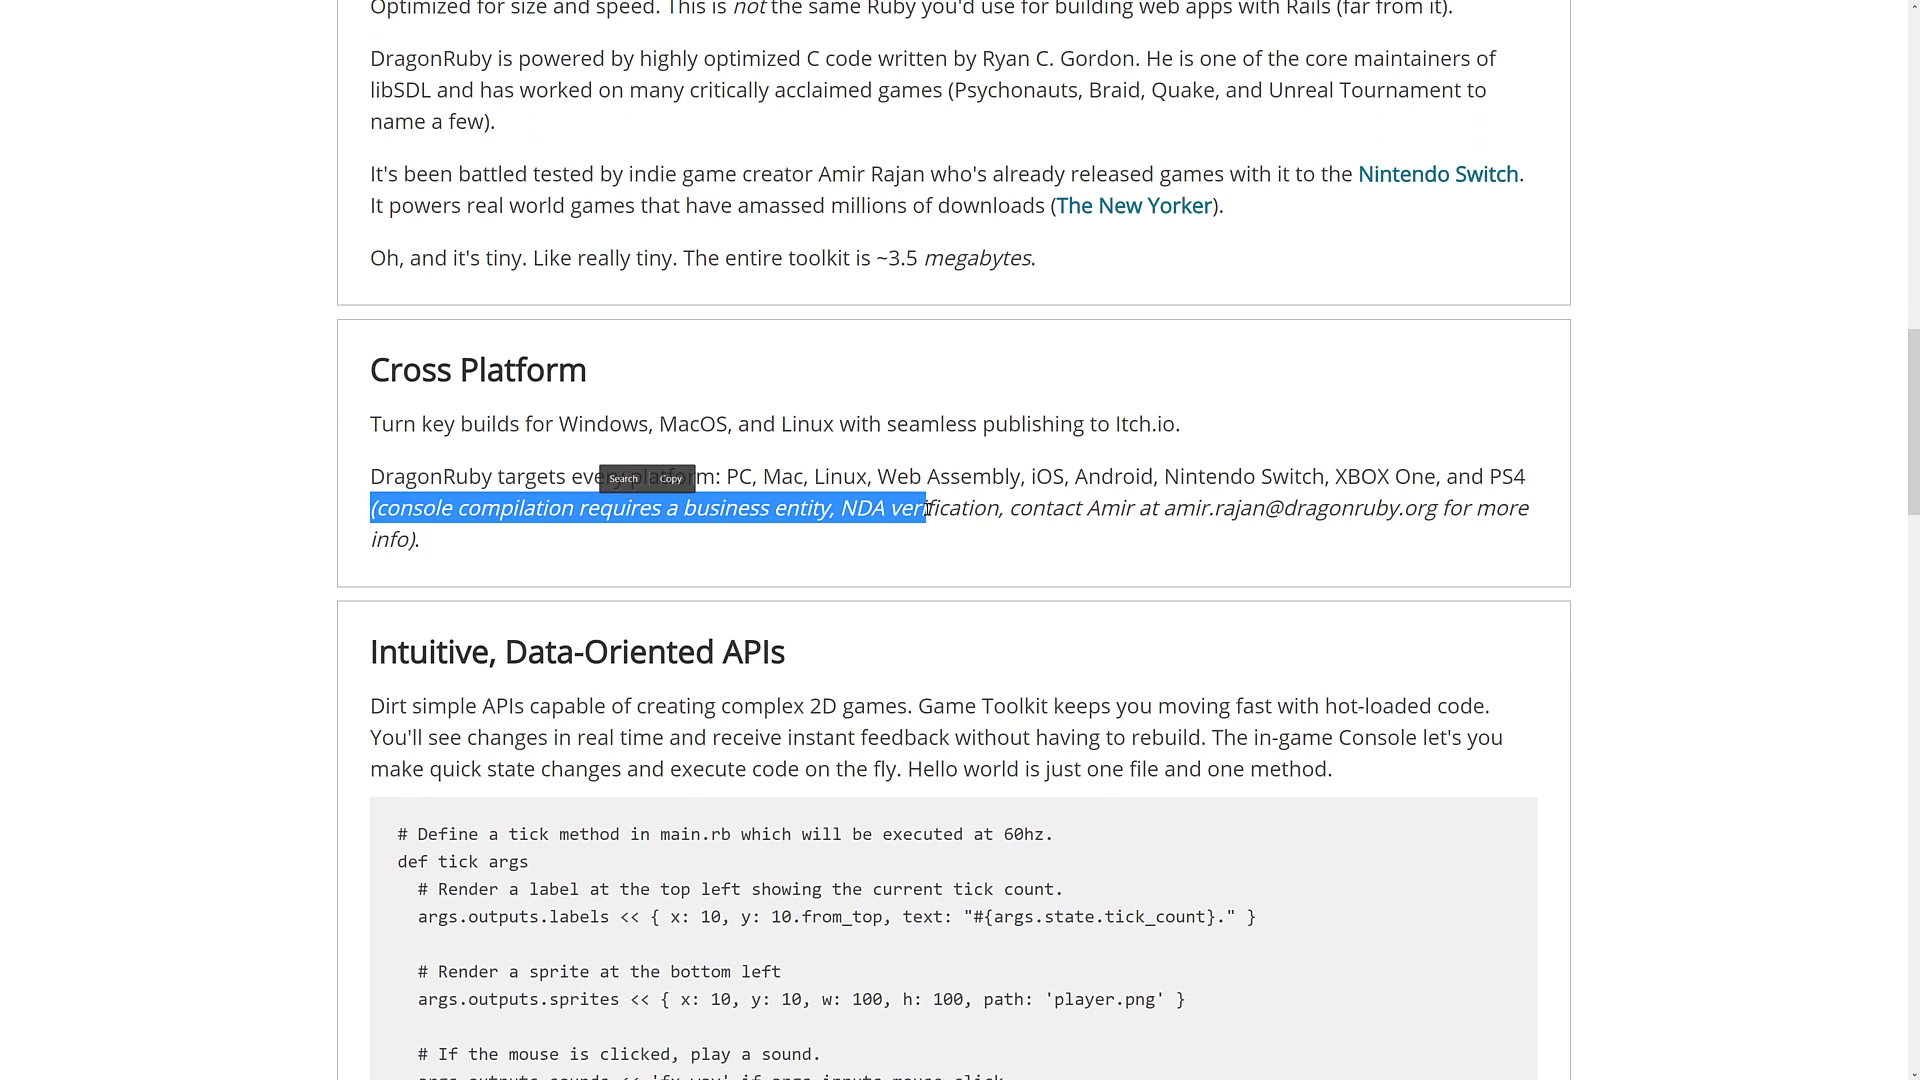 Optimized for size and speed. This is not the same Ruby you'd use for building web apps with Rails (far from it).
DragonRuby is powered by highly optimized C code written by Ryan C. Gordon. He is one of the core maintainers of
libSDL and has worked on many critically acclaimed games (Psychonauts, Braid, Quake, and Unreal Tournament to
name a few).
It's been battled tested by indie game creator Amir Rajan who's already released games with it to the Nintendo Switch.
It powers real world games that have amassed millions of downloads (The New Yorker).
Oh, and it's tiny. Like really tiny. The entire toolkit is ~3.5 megabytes.
Cross Platform
Turn key builds for Windows, MacOS, and Linux with seamless publishing to Itch.io.
DragonRuby targets every platform: PC, Mac, Linux, Web Assembly, iOS, Android, Nintendo Switch, XBOX One, and PS4
Search Copy
(console compilation requires a business entity, NDA verification, contact Amir at amir.rajan@dragonruby.org for more
info).
Intuitive, Data-Oriented APIs
Dirt simple APIs capable of creating complex 2D games. Game Toolkit keeps you moving fast with hot-loaded code.
You'll see changes in real time and receive instant feedback without having to rebuild. The in-game Console let's you
make quick state changes and execute code on the fly. Hello world is just one file and one method.
# Define a tick method in main.rb which will be executed at 60hz.
def tick args
# Render a label at the top left showing the current tick count.
args.outputs.labels << { x: 10, y: 10.from_top, text: "#{args.state.tick_count}." }
# Render a sprite at the bottom left
args.outputs.sprites << { x: 10, y: 10, w: 100, h: 100, path: 'player.png' }
# If the mouse is clicked, play a sound.